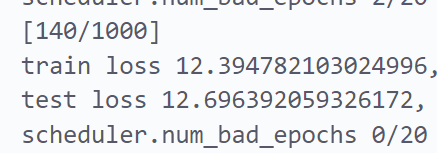 scheduler.num_bad_epochs 2/20
[140/1000]
train loss 12.394782103024996,
test loss 12.696392059326172,
scheduler.num_bad_epochs 0/20